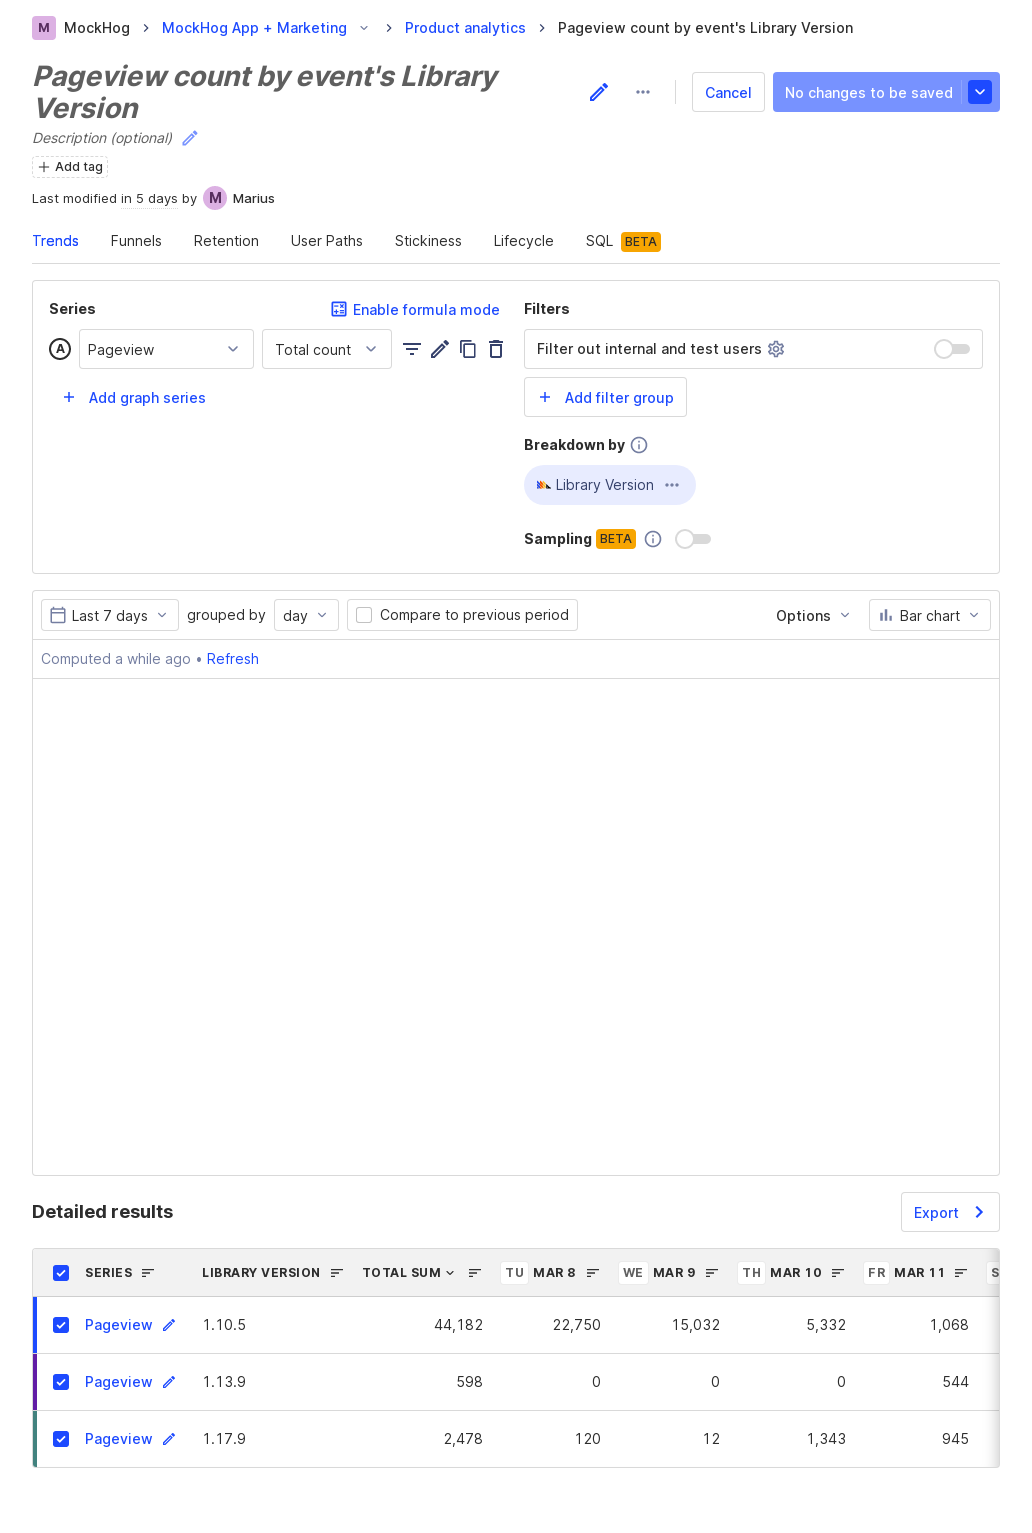 M MockHog MockHog App + Marketing Product analytics Pageview count by event's Library Version
Pageview count by event's Library
Version
Cancel
No changes to be saved
Description (optional)
Add tag
Last modified in 5 days by M Marius
Trends Funnels Retention User Paths Stickiness Lifecycle SQL BETA
Series Enable formula mode
A Pageview Total count
Add graph series
Filters
Filter out internal and test users
Add filter group
Breakdown by
Library Version
Sampling BETA
Last 7 days grouped by day Compare to previous period Options Bar chart
Computed a while ago • Refresh
Detailed results Export
SERIES LIBRARY VERSION TOTAL SUM TU MAR 8 WE MAR 9 TH MAR 10 FR MAR 11 S
Pageview 1.10.5 44,182 22,750 15,032 5,332 1,068
Pageview 1.13.9 598 0 0 0 544
Pageview 1.17.9 2,478 120 12 1,343 945